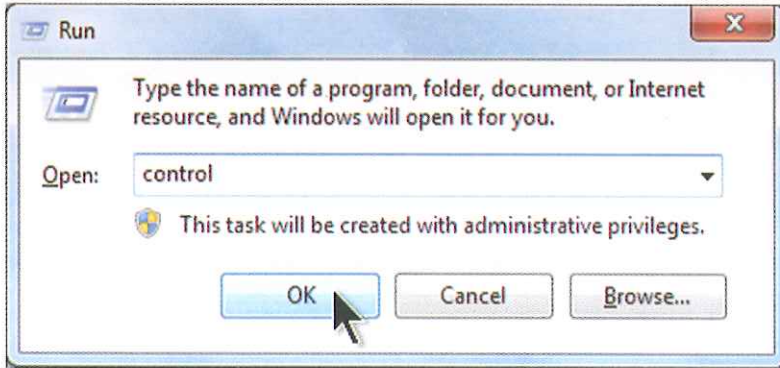 Run
Type the name of a program, folder, document, or Internet
resource, and Windows will open it for you.
Open:
control
This task will be created with administrative privileges.
OK
Cancel
Browse...